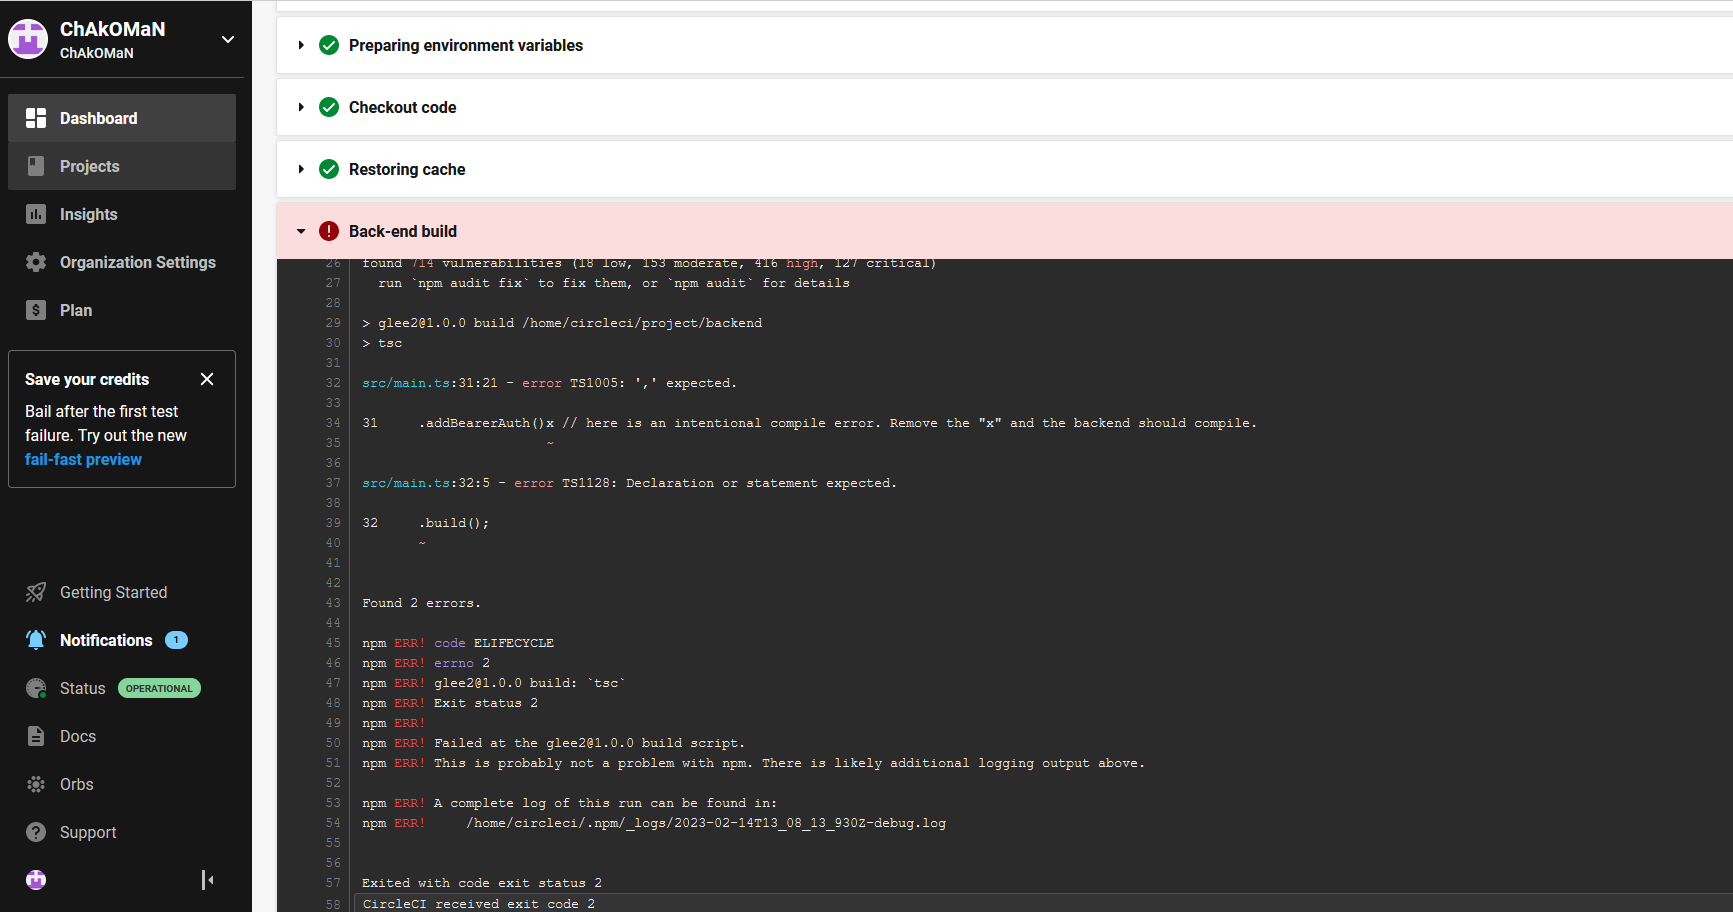 ChAkOMaN
ChAkOMaN
Dashboard
Projects
Insights
Organization Settings
$ Plan
Save your credits
Bail after the first test
failure. Try out the new
fail-fast preview
Getting Started
Notifications 1
Status OPERATIONAL
Docs
Orbs
? Support
Preparing environment variables
Checkout code
Restoring cache
! Back-end build
26 found 714 vulnerabilities (18 low, 153 moderate, 416 high, 127 critical)
27   run `npm audit fix` to fix them, or `npm audit` for details
28
29 > glee2@1.0.0 build /home/circleci/project/backend
30 > tsc
31
32 src/main.ts:31:21 - error TS1005: ',' expected.
33
34 31     .addBearerAuth()x // here is an intentional compile error. Remove the "x" and the backend should compile.
35                        ~
36
37 src/main.ts:32:5 - error TS1128: Declaration or statement expected.
38
39 32     .build();
40        ~
41
42
43 Found 2 errors.
44
45 npm ERR! code ELIFECYCLE
46 npm ERR! errno 2
47 npm ERR! glee2@1.0.0 build: `tsc`
48 npm ERR! Exit status 2
49 npm ERR!
50 npm ERR! Failed at the glee2@1.0.0 build script.
51 npm ERR! This is probably not a problem with npm. There is likely additional logging output above.
52
53 npm ERR! A complete log of this run can be found in:
54 npm ERR!     /home/circleci/.npm/_logs/2023-02-14T13_08_13_930Z-debug.log
55
56
57 Exited with code exit status 2
58 CircleCI received exit code 2